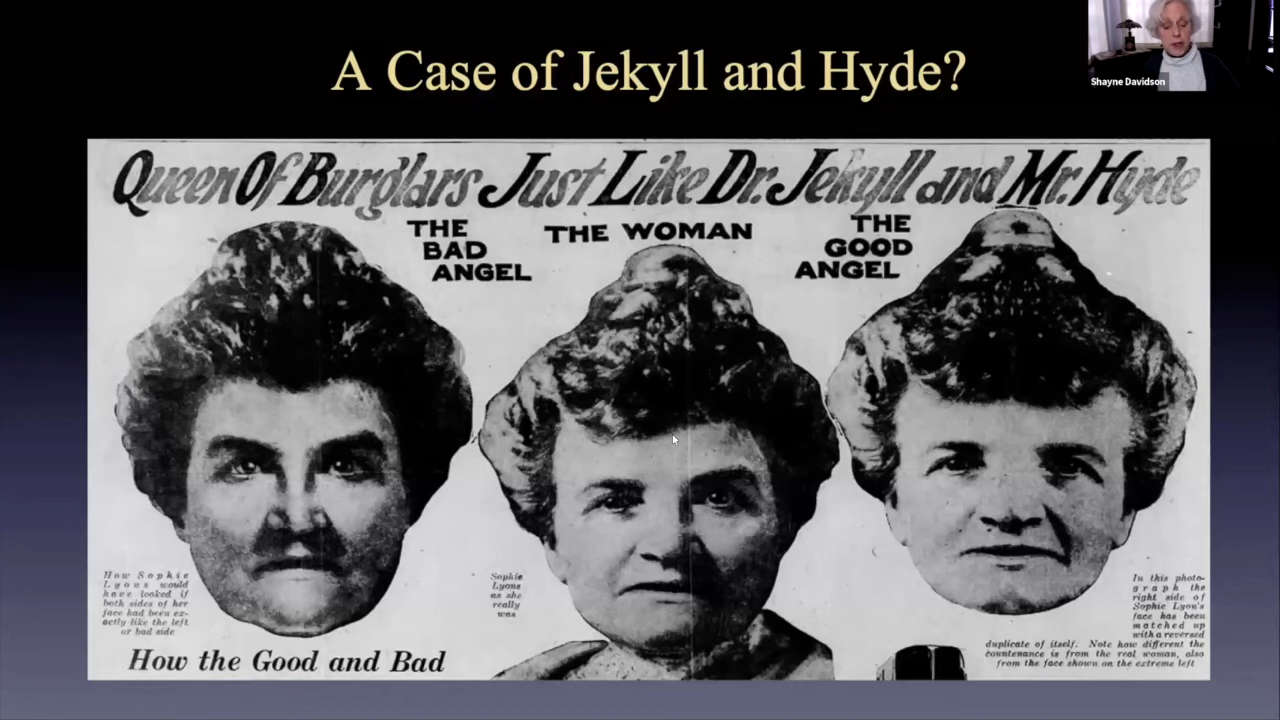 A Case of Jekyll and Hyde?
Shayne Davidson
Queen Of Burglars Just Like Dr. Jekyll and Mr. Hyde
THE
BAD
ANGEL
THE WOMAN
THE
GOOD
ANGEL
How Sophie
Lyons would
have looked if
both sides of her
face had been ex-
actly like the left
or bad side
Sophie
Lyons
as she
really
was
In this photo-
graph the
right side of
Sophie Lyon's
face has been
matched up
with a reversed
duplicate of itself. Note how different the
countenance is from the real woman, also
from the face shown on the extreme left
How the Good and Bad